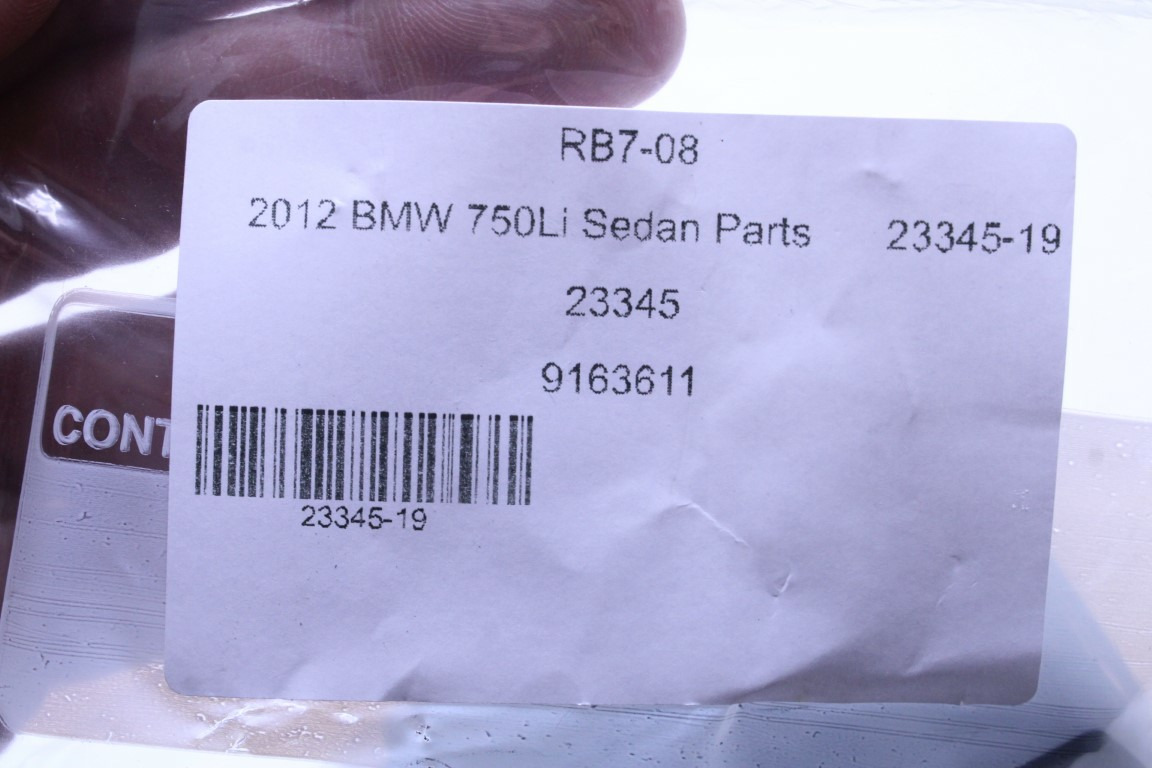 RB7-08
2012 BMW 750Li Sedan Parts 23345-19
23345
9163611
CONT
23345-19